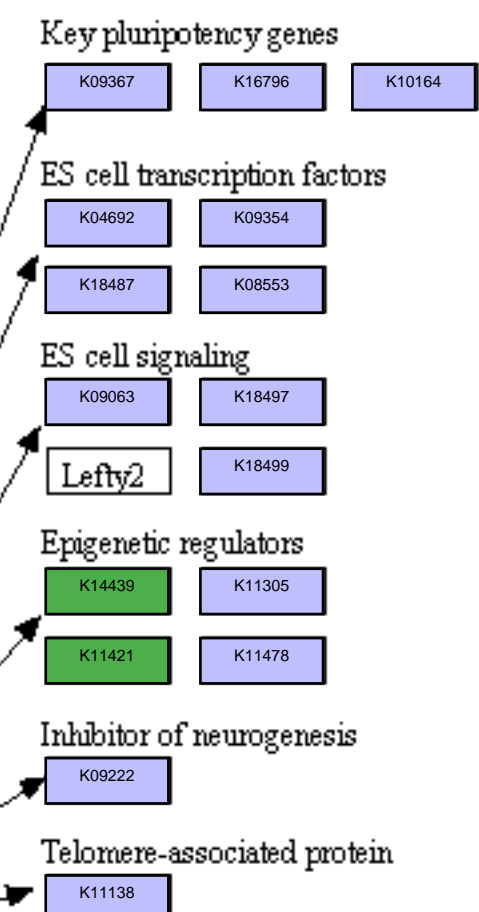 Key pluripotency genes
K09367 K16796 K10164
ES cell transcription factors
K04692 K09354
K18487 K08553
ES cell signaling
K09063 K18497
Lefty2 K18499
Epigenetic regulators
K14439 K11305
K11421 K11478
Inhibitor of neurogenesis
K09222
Telomere-associated protein
K11138